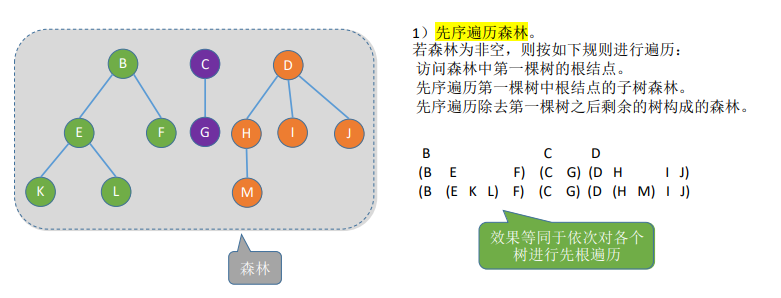 B C D
E F G H I J
K L M
森林
1）先序遍历森林。
若森林为非空，则按如下规则进行遍历：
访问森林中第一棵树的根结点。
先序遍历第一棵树中根结点的子树森林。
先序遍历除去第一棵树之后剩余的树构成的森林。
B C D
(B E F) (C G) (D H I J)
(B (E K L) F) (C G) (D (H M) I J)
效果等同于依次对各个
树进行先根遍历